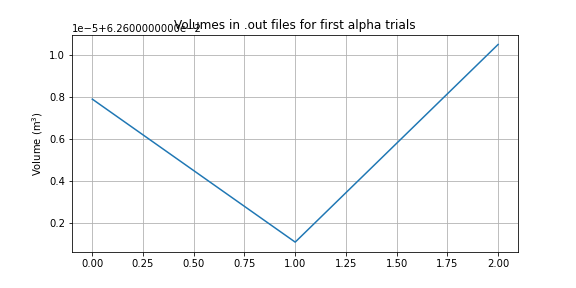 Volumes in .out files for first alpha trials
1e−5+6.2600000000e−2
1.0
0.8
0.6
0.4
0.2
Volume (m³)
0.00 0.25 0.50 0.75 1.00 1.25 1.50 1.75 2.00